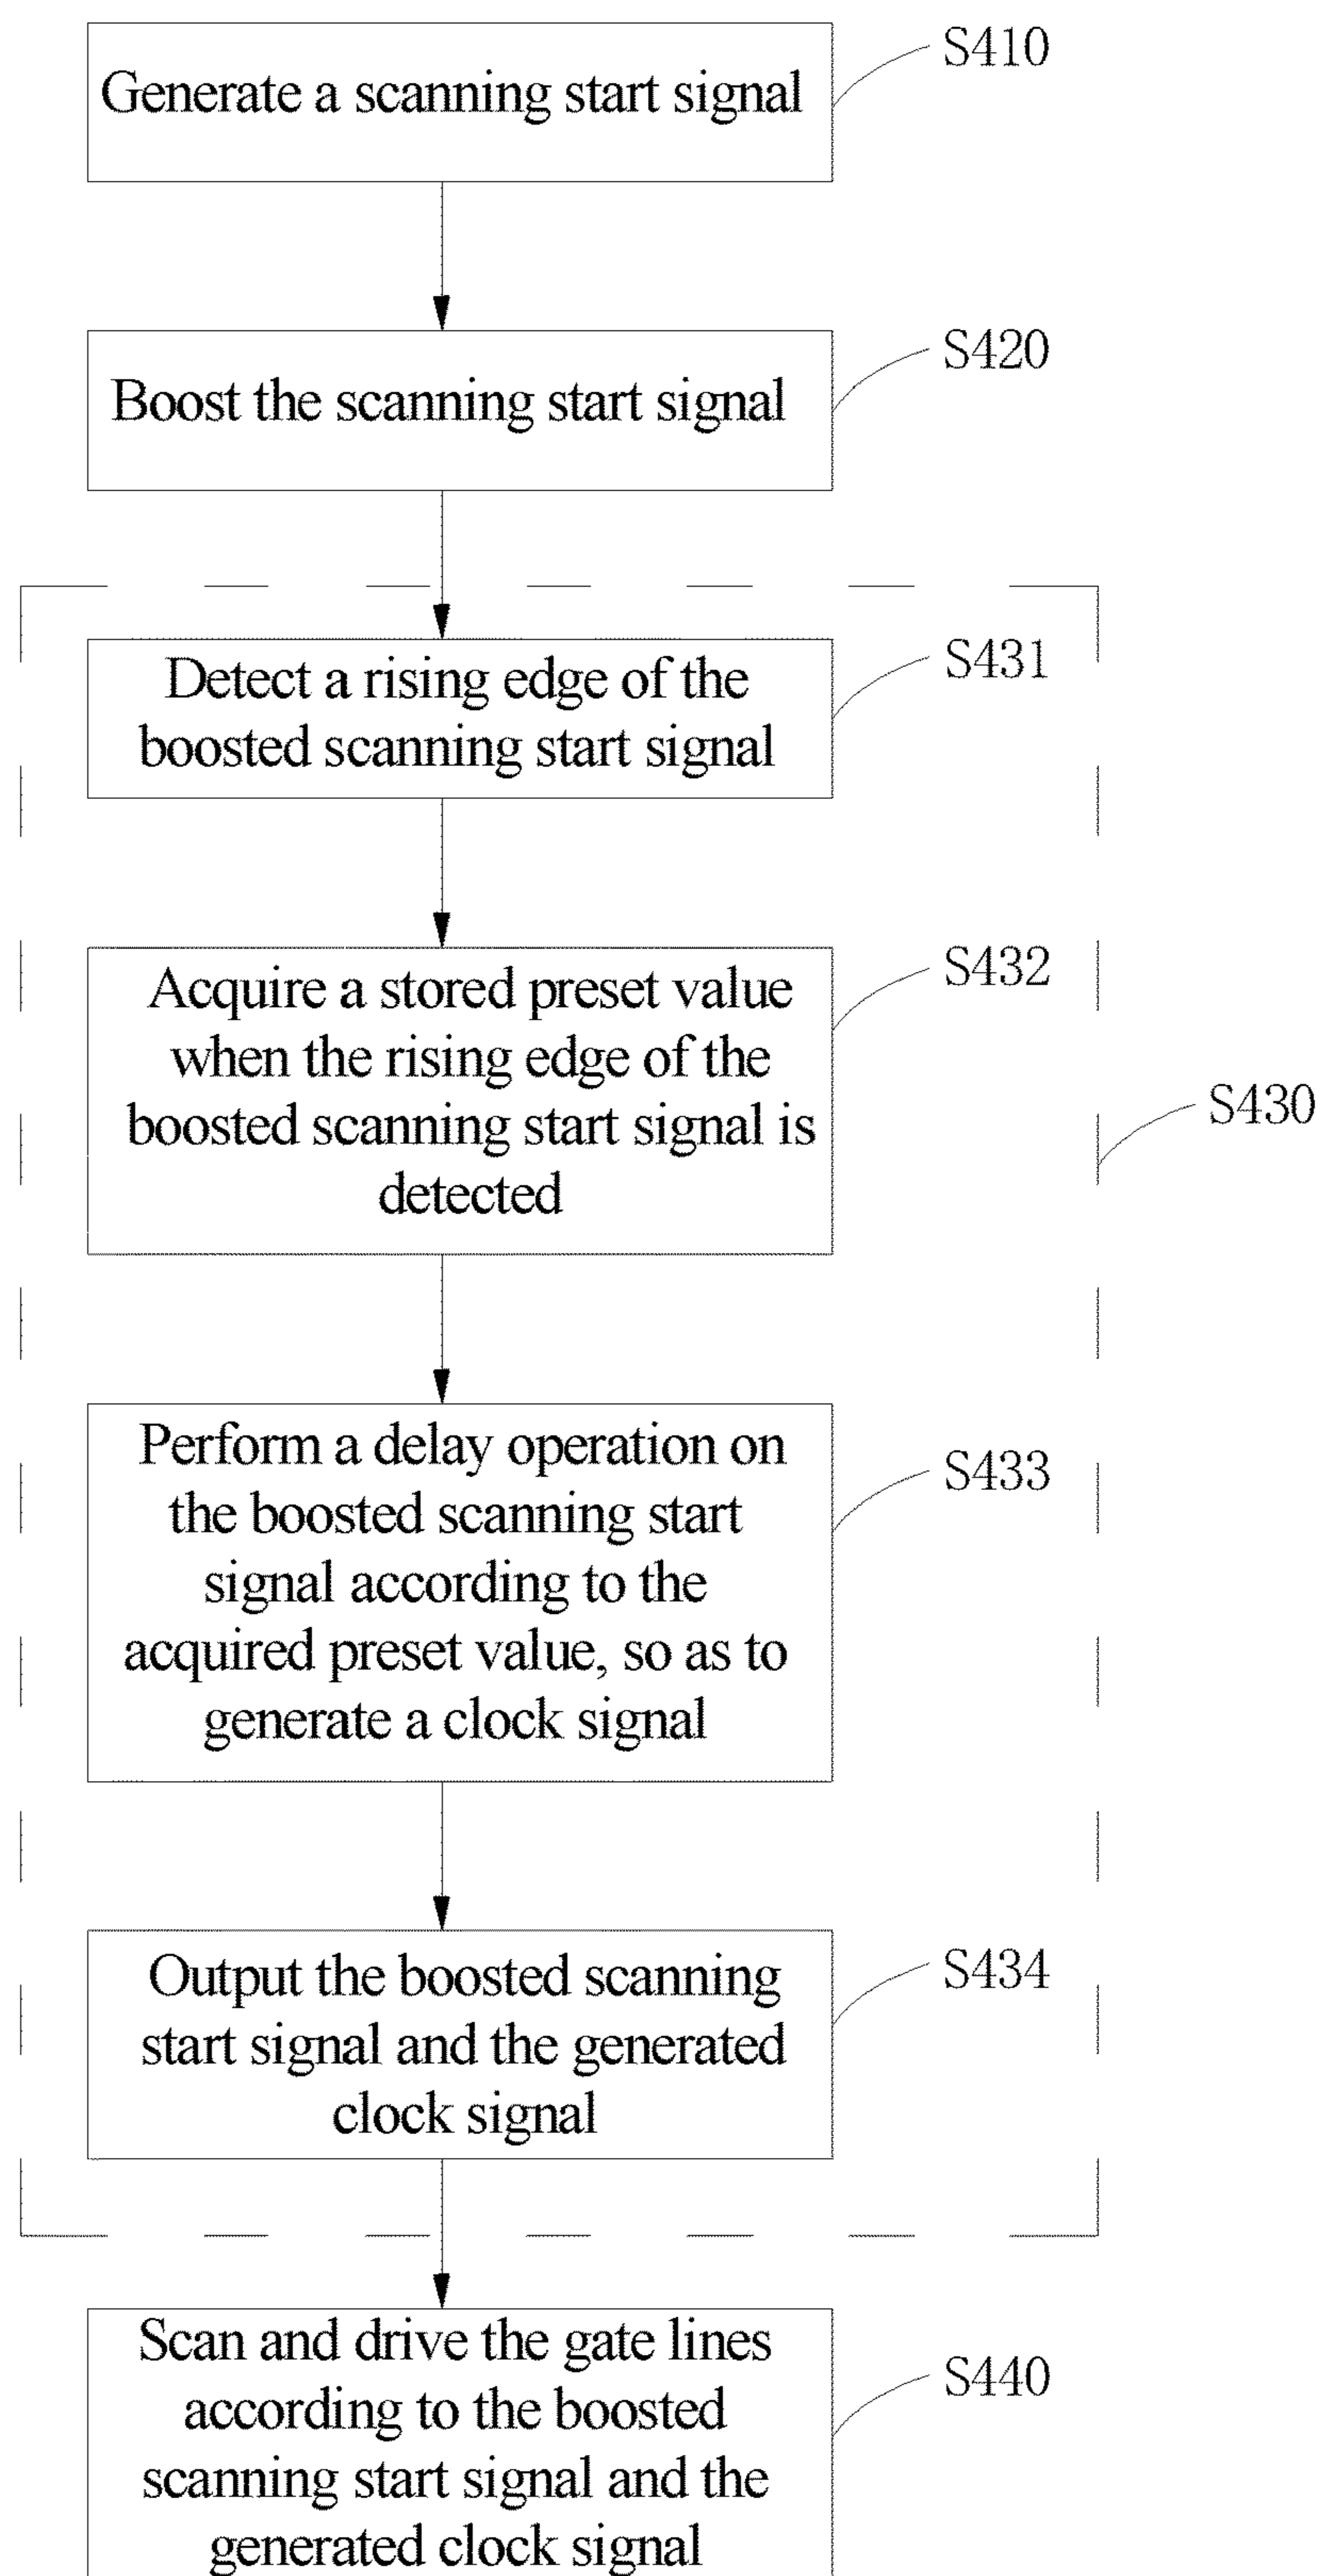 Generate a scanning start signal
S410
Boost the scanning start signal
S420
Detect a rising edge of the
boosted scanning start signal
S431
Acquire a stored preset value
when the rising edge of the
boosted scanning start signal is
detected
S432
S430
Perform a delay operation on
the boosted scanning start
signal according to the
acquired preset value, so as to
generate a clock signal
S433
Output the boosted scanning
start signal and the generated
clock signal
S434
Scan and drive the gate lines
according to the boosted
scanning start signal and the
generated clock signal
S440